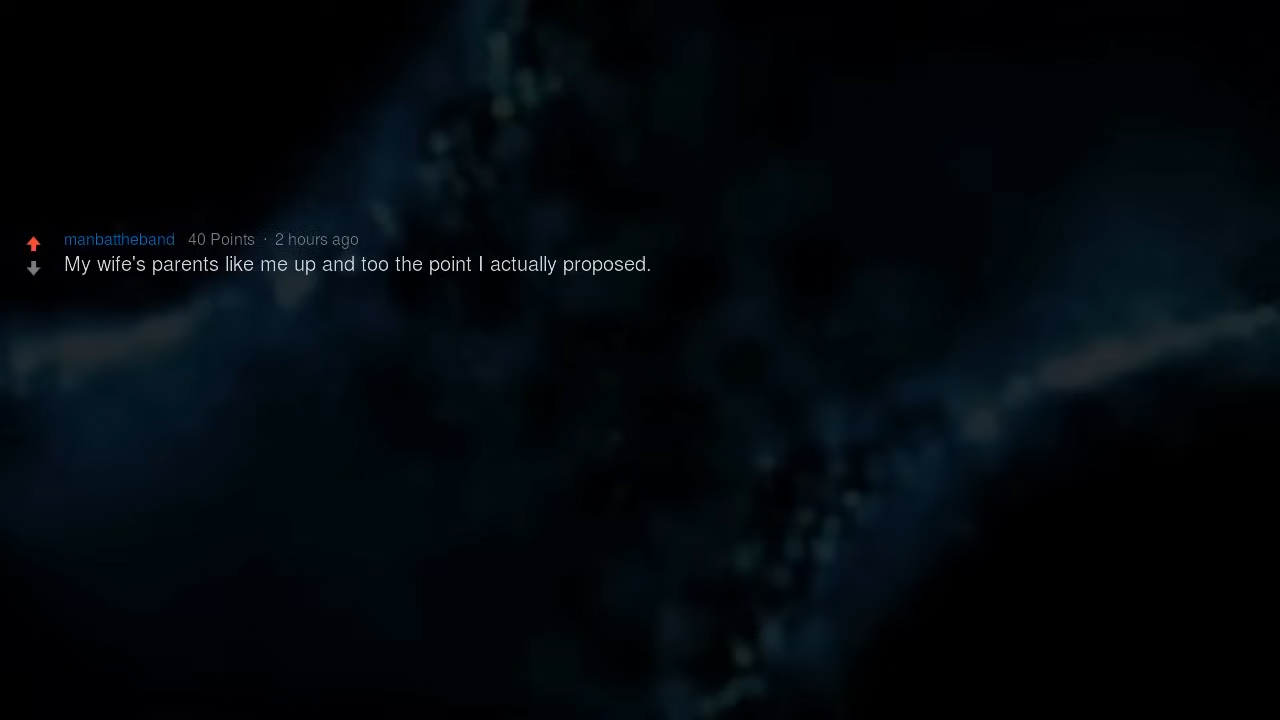 manbattheband 40 Points · 2 hours ago
My wife's parents like me up and too the point I actually proposed.